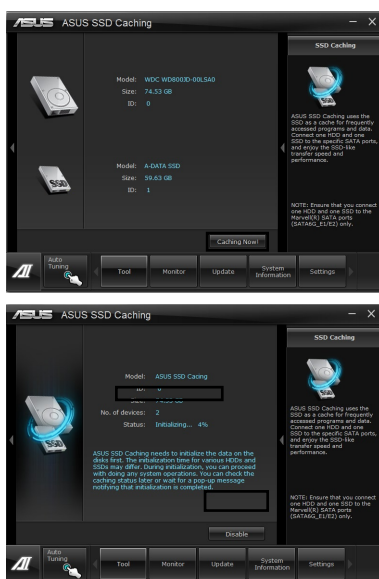 ASUS ASUS SSD Caching
SSD Caching
Model: WDC WD800JD-00LSA0
Size: 74.53 GB
ID: 0
ASUS SSD Caching uses the
SSD as a cache for frequently
accessed programs and data.
Connect one HDD and one
SSD to the specific SATA ports,
and enjoy the SSD-like
transfer speed and
performance.
SSD
Model: A-DATA SSD
Size: 59.63 GB
ID: 1
NOTE: Ensure that you connect
one HDD and one SSD to the
Marvell(R) SATA ports
(SATA6G_E1/E2) only.
Caching Now!
Auto
Tuning
Tool
Monitor
Update
System
Information
Settings
ASUS ASUS SSD Caching
SSD Caching
Model: ASUS SSD Cacing
ID: 0
Size: 74.53 GB
No. of devices: 2
Status: Initializing... 4%
SSD
ASUS SSD Caching uses the
SSD as a cache for frequently
accessed programs and data.
Connect one HDD and one
SSD to the specific SATA ports,
and enjoy the SSD-like
transfer speed and
performance.
ASUS SSD Caching needs to initialize the data on the
disks first. The initialization time for various HDDs and
SSDs may differ. During initialization, you can proceed
with doing any system operations. You can check the
caching status later or wait for a pop-up message
notifying that initialization is completed.
NOTE: Ensure that you connect
one HDD and one SSD to the
Marvell(R) SATA ports
(SATA6G_E1/E2) only.
Disable
Auto
Tuning
Tool
Monitor
Update
System
Information
Settings